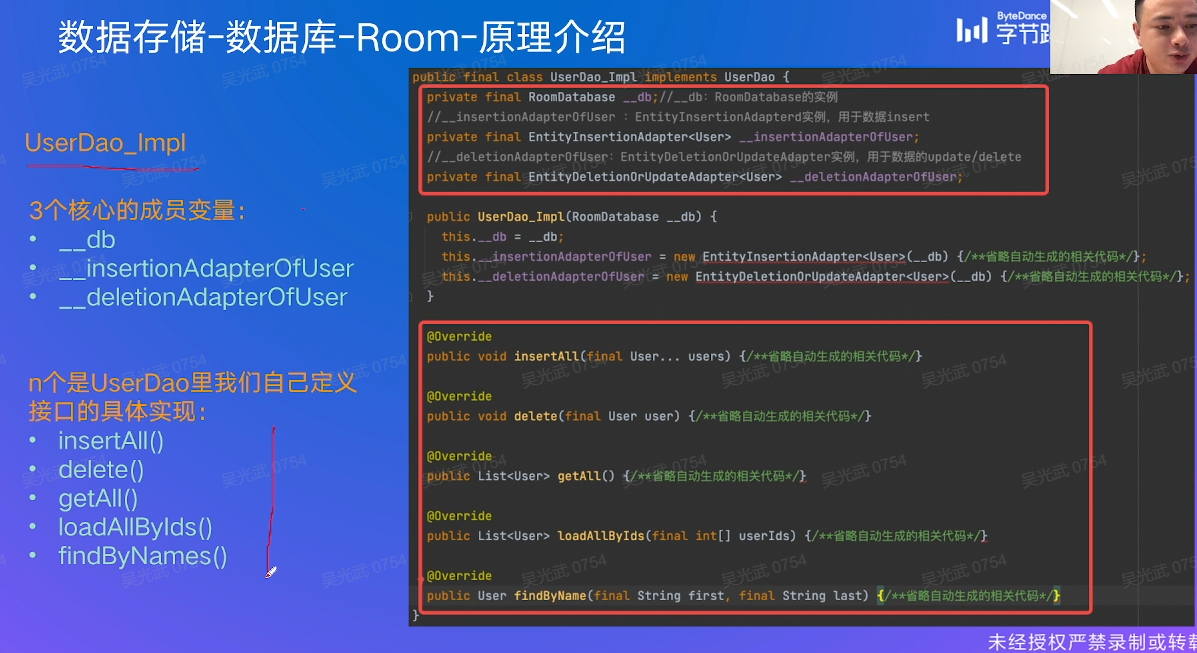 数据存储-数据库-Room-原理介绍
ByteDance
字节跳
UserDao_Impl
3个核心的成员变量：
• __db
• __insertionAdapterOfUser
• __deletionAdapterOfUser
n个是UserDao里我们自己定义
接口的具体实现：
• insertAll()
• delete()
• getAll()
• loadAllByIds()
• findByNames()
public final class UserDao_Impl implements UserDao {
private final RoomDatabase __db;//__db: RoomDatabase的实例
//__insertionAdapterOfUser : EntityInsertionAdapterd实例，用于数据insert
private final EntityInsertionAdapter<User> __insertionAdapterOfUser;
//__deletionAdapterOfUser: EntityDeletionOrUpdateAdapter实例，用于数据的update/delete
private final EntityDeletionOrUpdateAdapter<User> __deletionAdapterOfUser;
public UserDao_Impl(RoomDatabase __db) {
this.__db = __db;
this.__insertionAdapterOfUser = new EntityInsertionAdapter<User>(__db) {/**省略自动生成的相关代码*/};
this.__deletionAdapterOfUser = new EntityDeletionOrUpdateAdapter<User>(__db) {/**省略自动生成的相关代码*/};
}
@Override
public void insertAll(final User... users) {/**省略自动生成的相关代码*/}
@Override
public void delete(final User user) {/**省略自动生成的相关代码*/}
@Override
public List<User> getAll() {/**省略自动生成的相关代码*/}
@Override
public List<User> loadAllByIds(final int[] userIds) {/**省略自动生成的相关代码*/}
@Override
public User findByName(final String first, final String last) {/**省略自动生成的相关代码*/}
}
吴光武 0754
未经授权严禁录制或转载